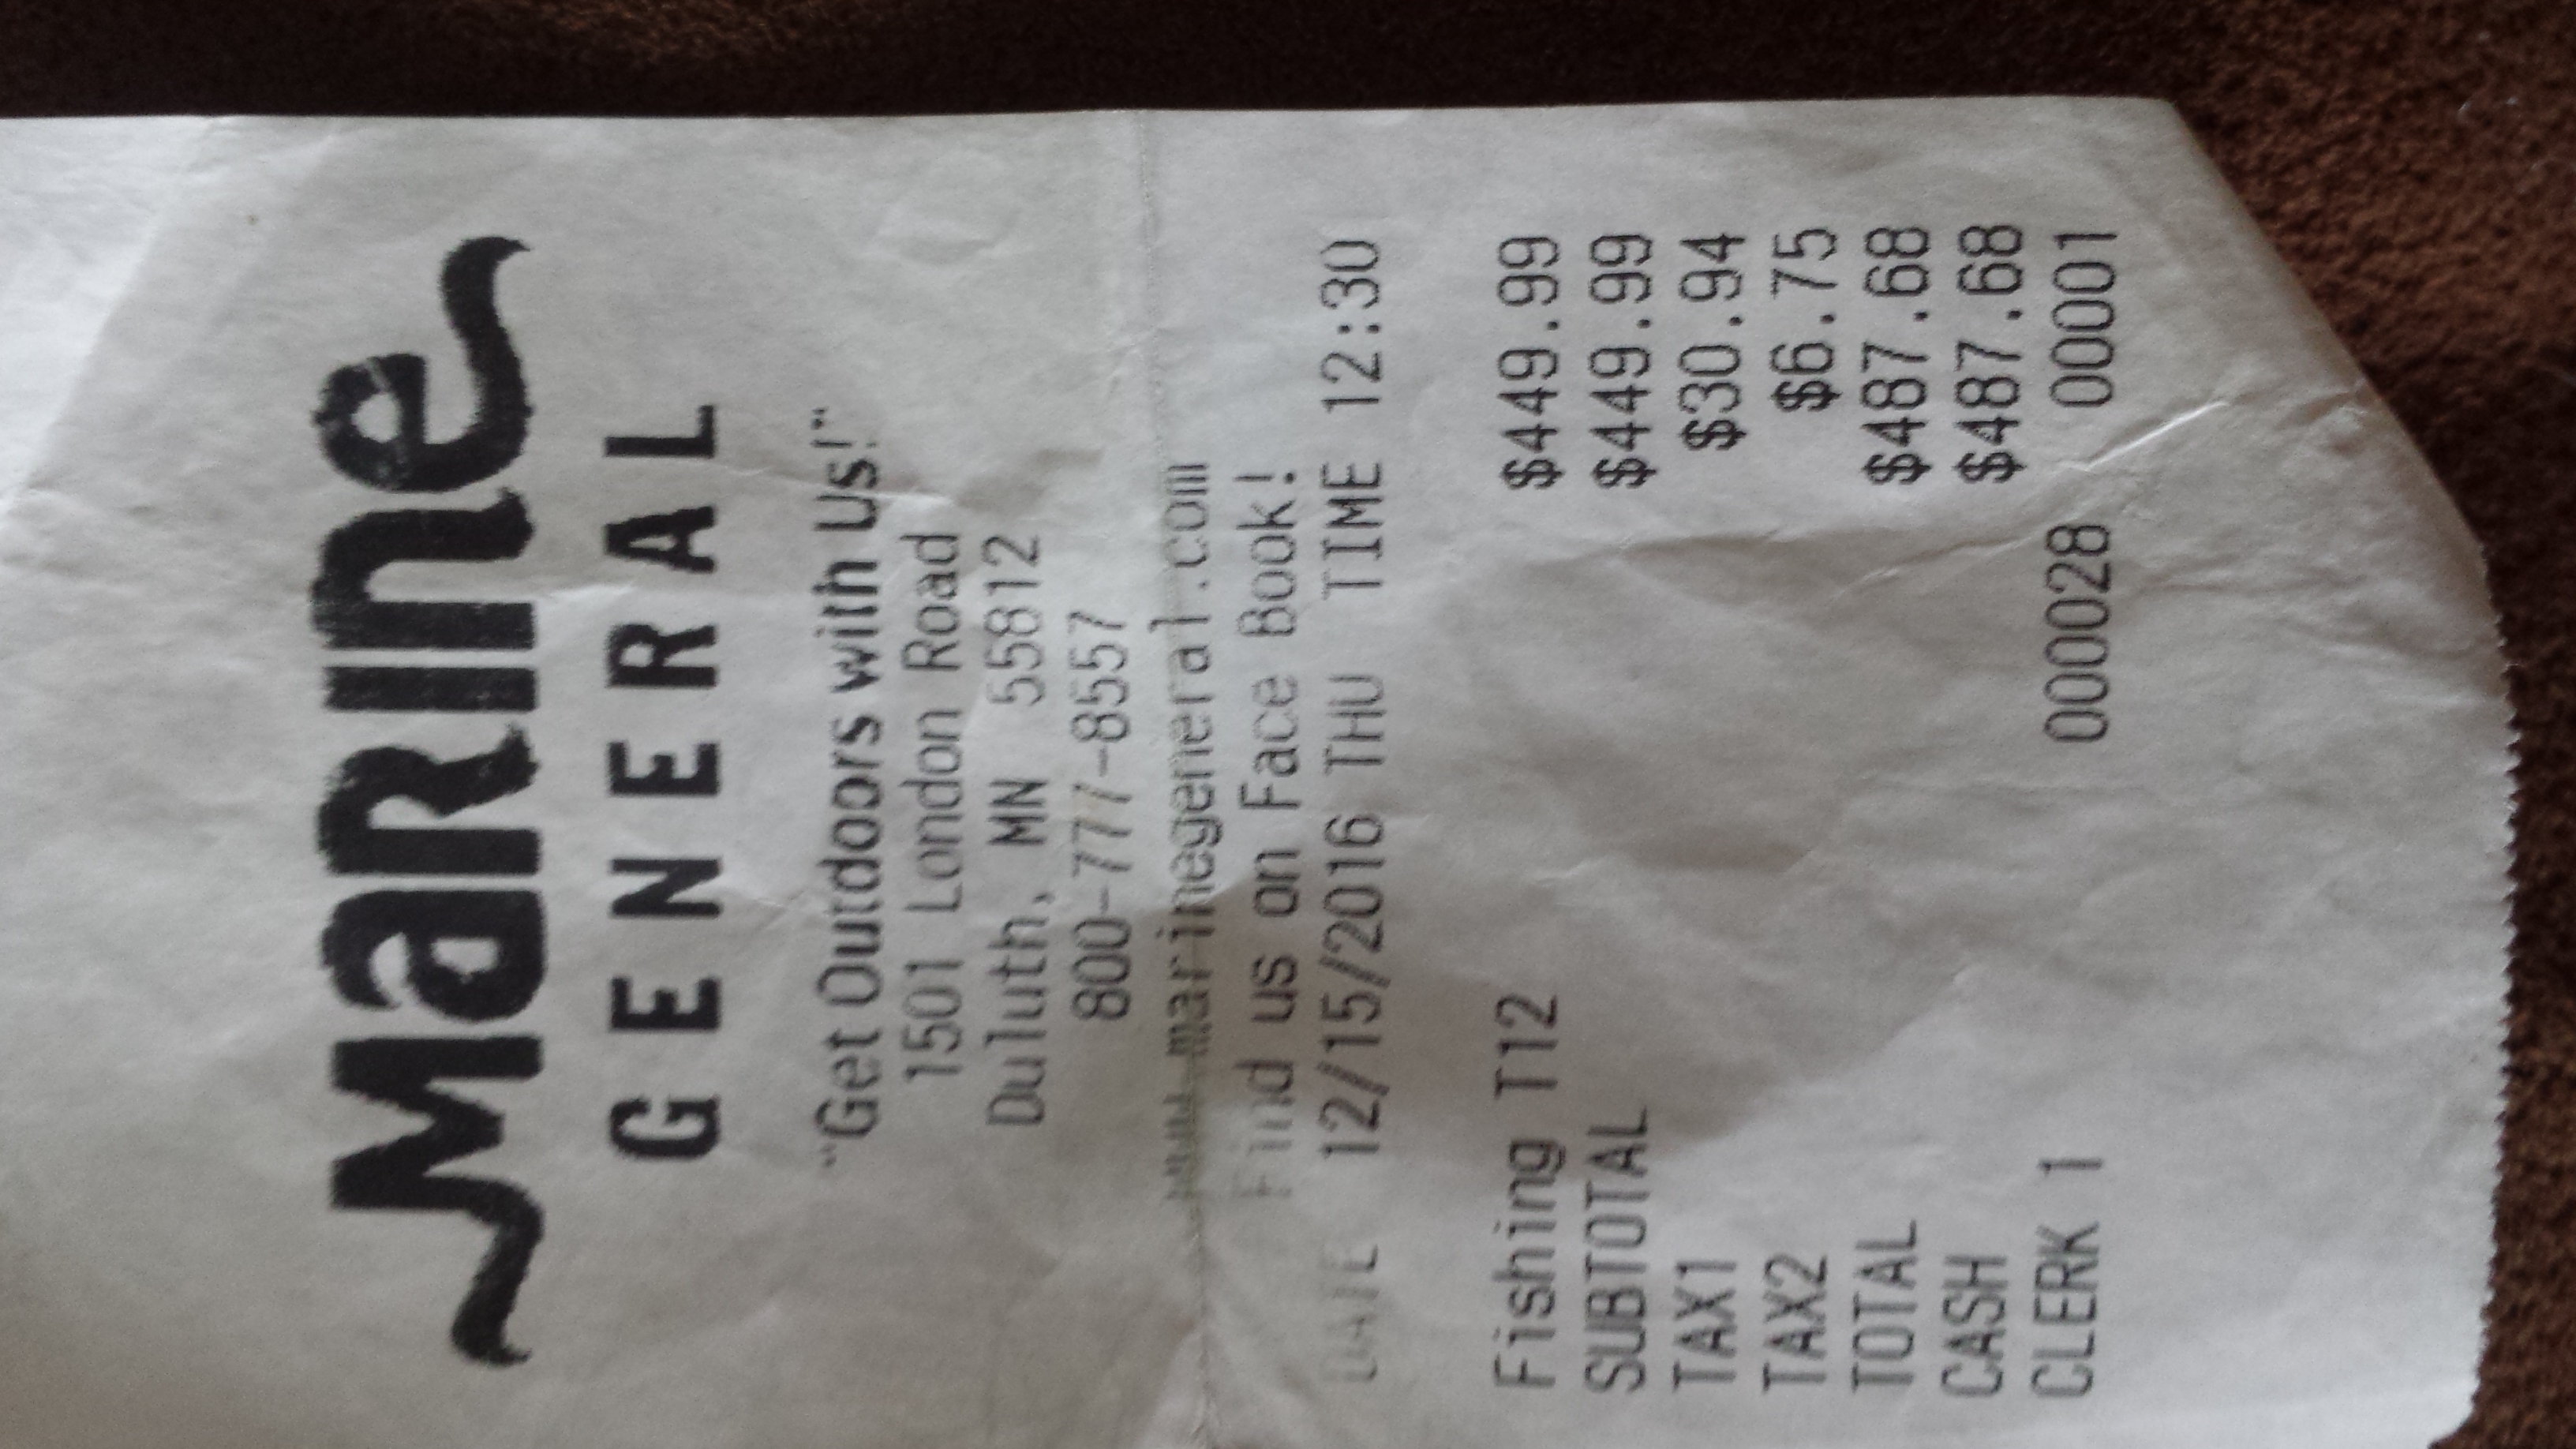 Marine
GENERAL
"Get Outdoors with Us!"
1501 London Road
Duluth, MN 55812
800-777-8557
www.marinegeneral.com
Find us on Face Book!
DATE 12/15/2016 THU TIME 12:30
Fishing T12 $449.99
SUBTOTAL $449.99
TAX1 $30.94
TAX2 $6.75
TOTAL $487.68
CASH $487.68
CLERK 1 000028 00001